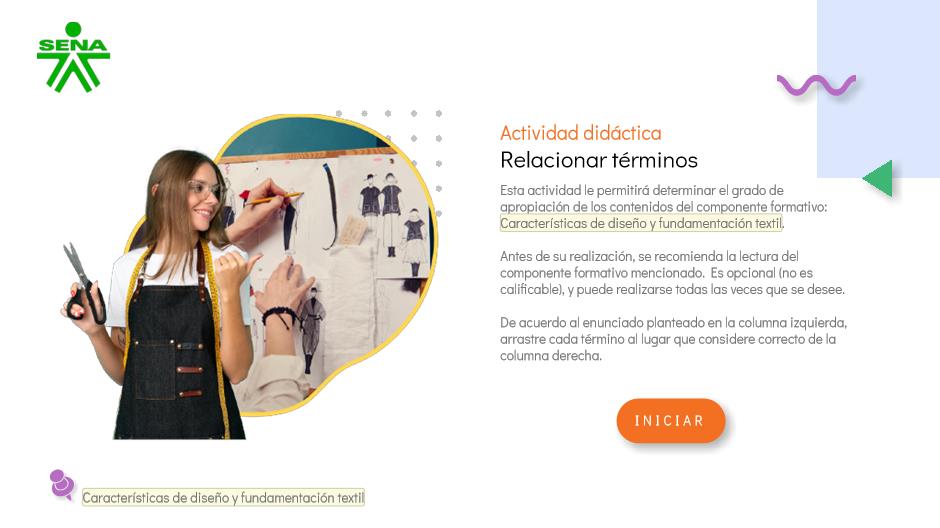 SENA
Actividad didáctica
Relacionar términos
Esta actividad le permitirá determinar el grado de
apropiación de los contenidos del componente formativo:
Características de diseño y fundamentación textil.
Antes de su realización, se recomienda la lectura del
componente formativo mencionado. Es opcional (no es
calificable), y puede realizarse todas las veces que se desee.
De acuerdo al enunciado planteado en la columna izquierda,
arrastre cada término al lugar que considere correcto de la
columna derecha.
INICIAR
Características de diseño y fundamentación textil